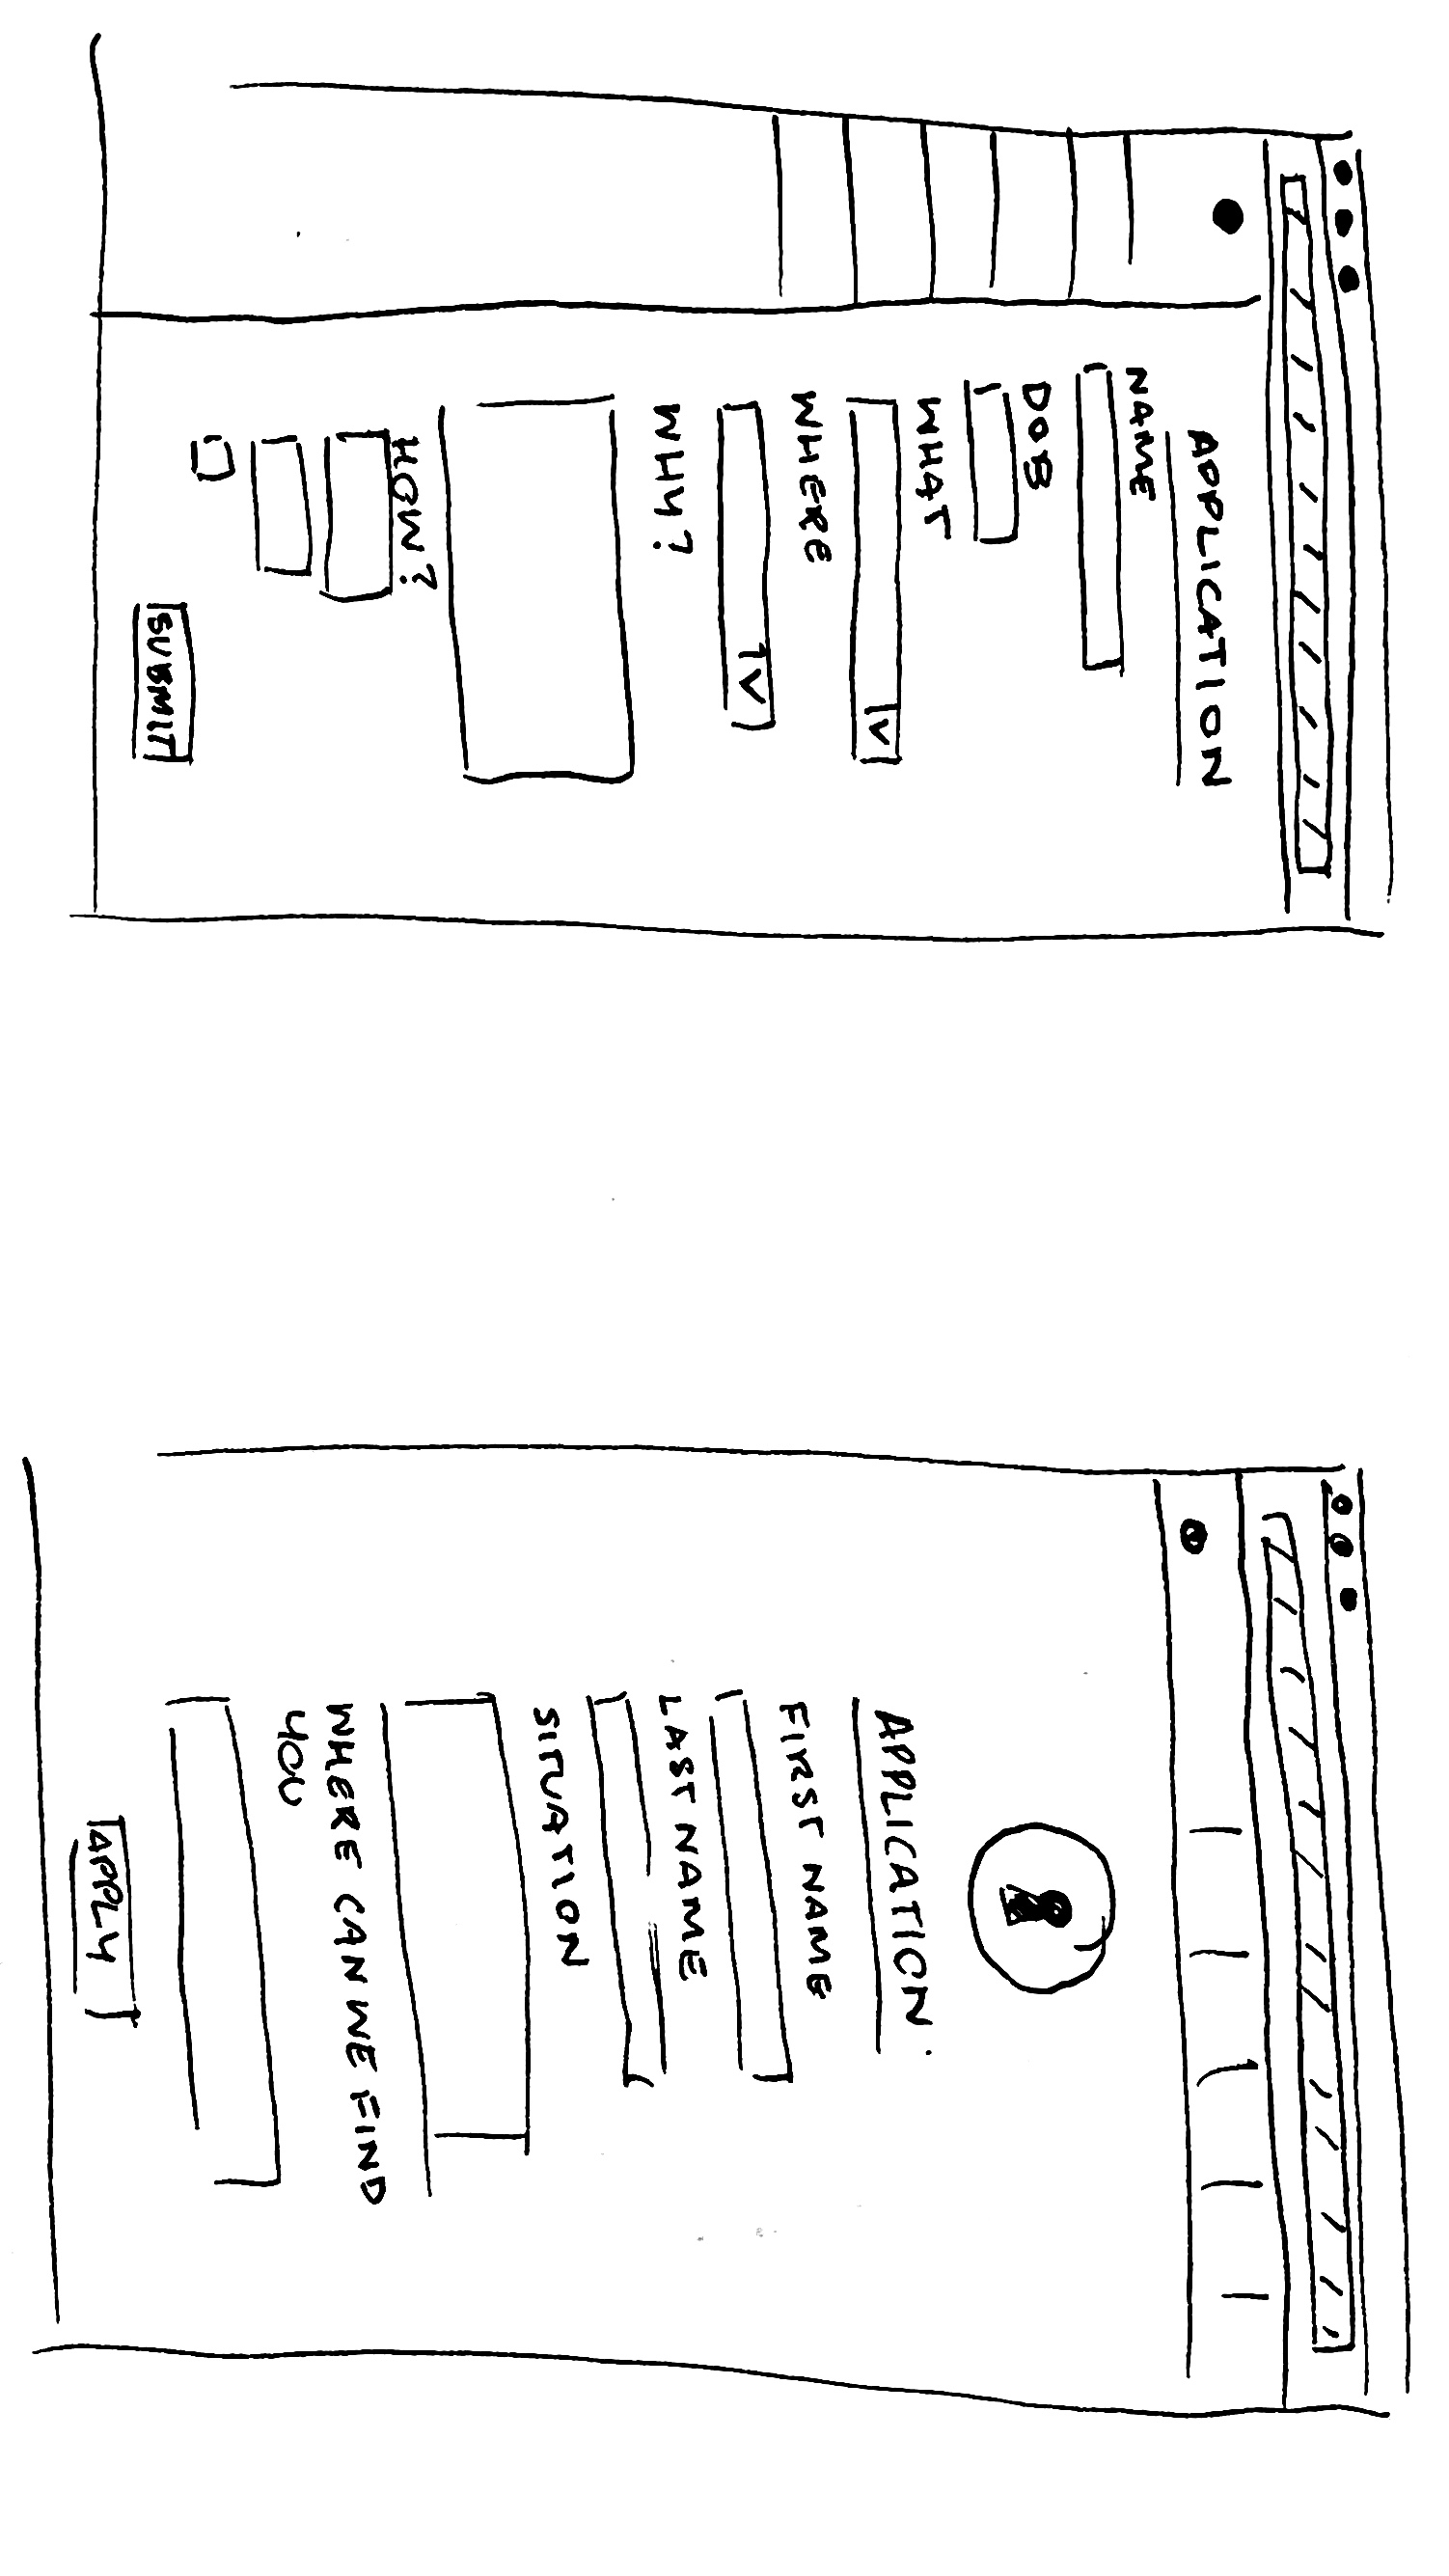 APPLICATION
NAME
DOB
WHAT
WHERE
WHY?
HOW?
SUBMIT
APPLICATION
FIRST NAME
LAST NAME
SITUATION
WHERE CAN WE FIND
YOU
APPLY